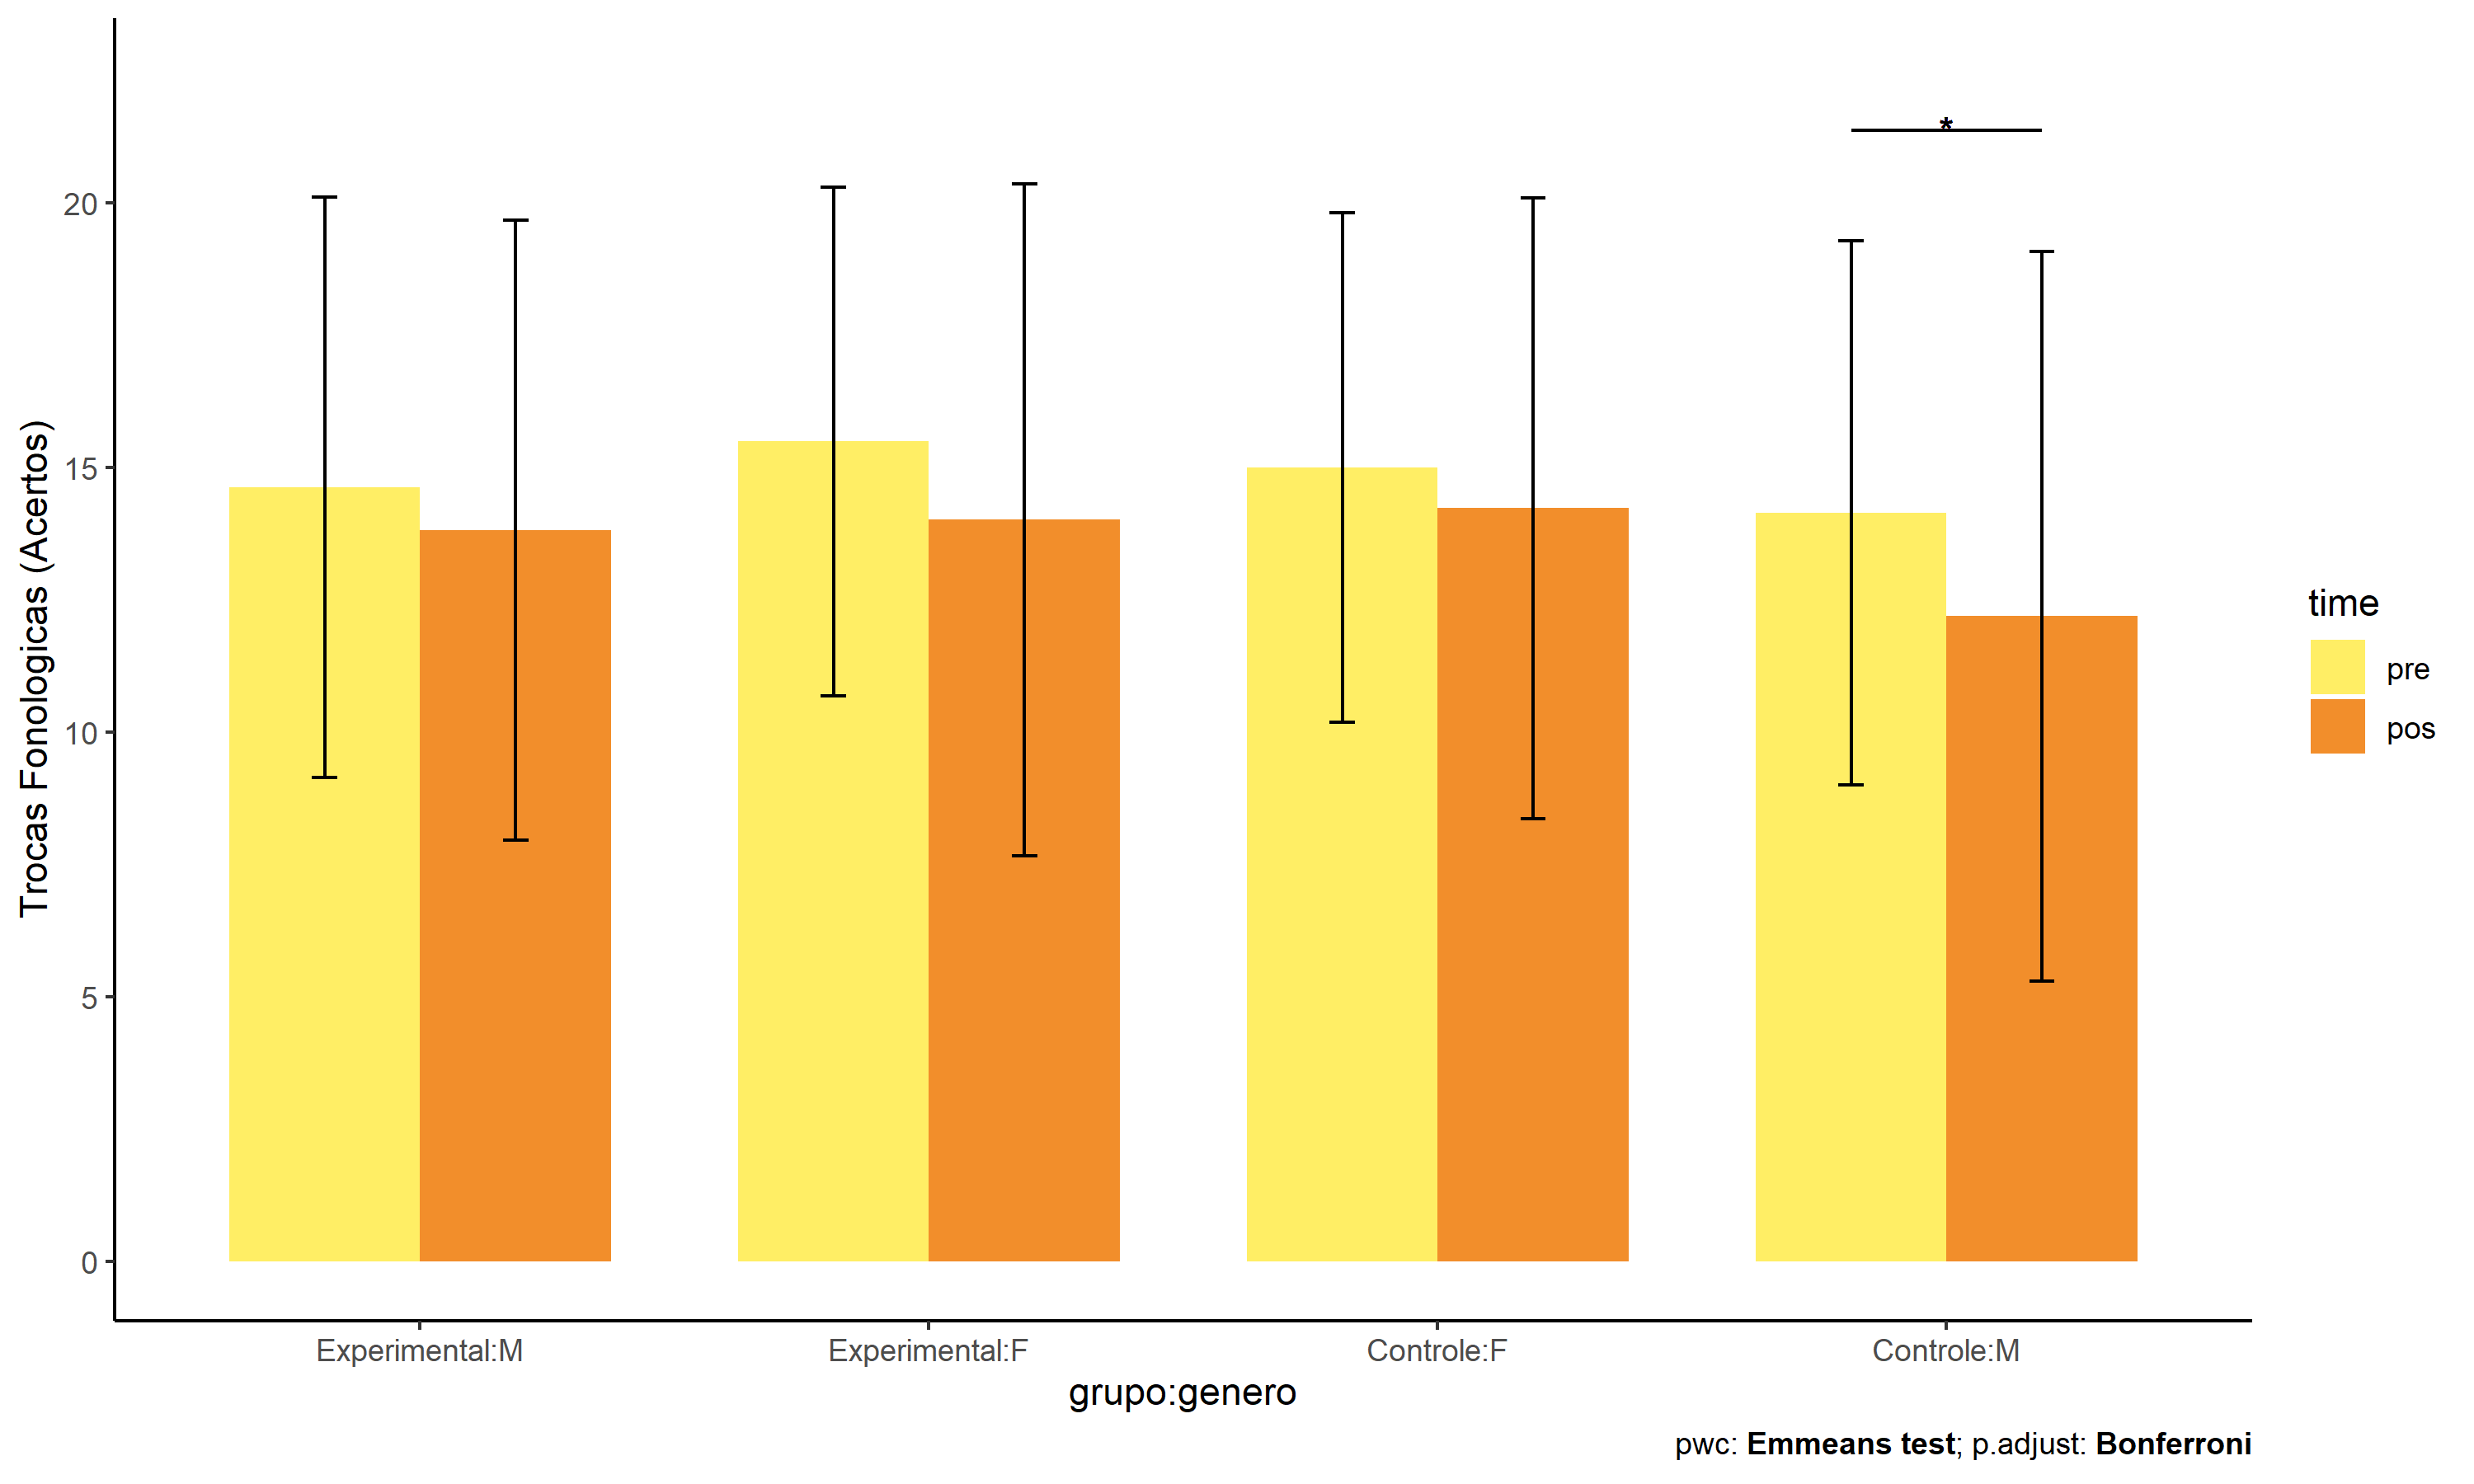 *
20
15
10
5
0
Trocas Fonologicas (Acertos)
Experimental:M
Experimental:F
Controle:F
Controle:M
grupo:genero
time
pre
pos
pwc: Emmeans test; p.adjust: Bonferroni